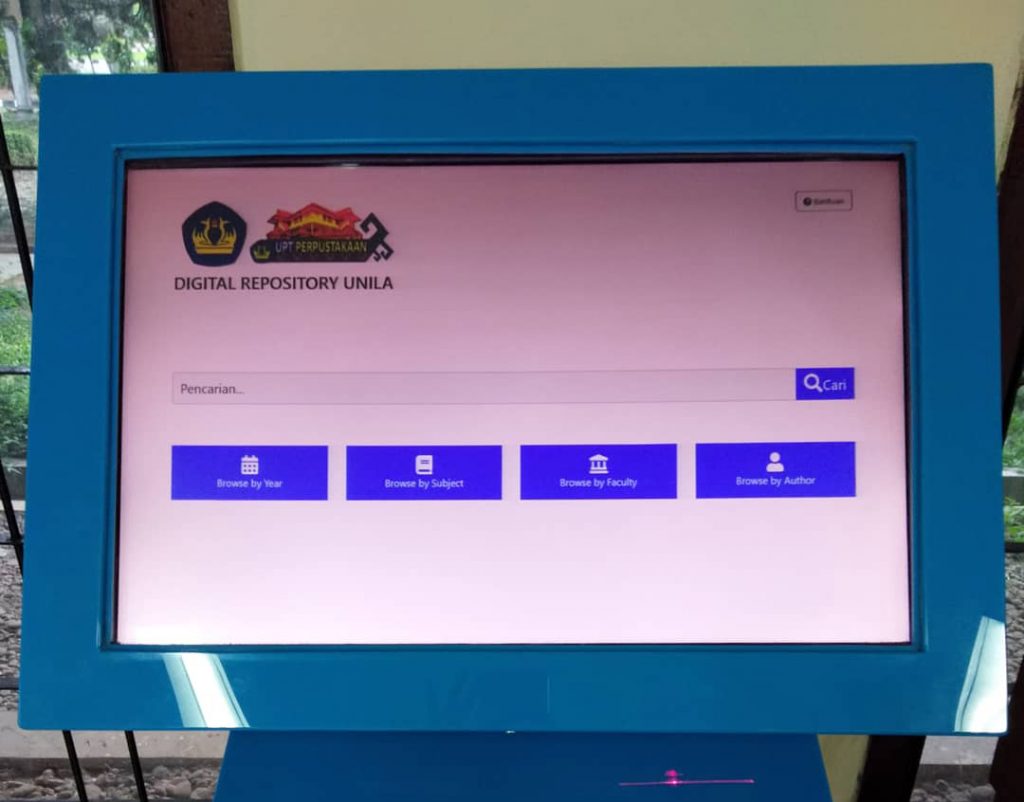 Bantuan
UPT PERPUSTAKAAN
DIGITAL REPOSITORY UNILA
Pencarian...
Cari
Browse by Year
Browse by Subject
Browse by Faculty
Browse by Author